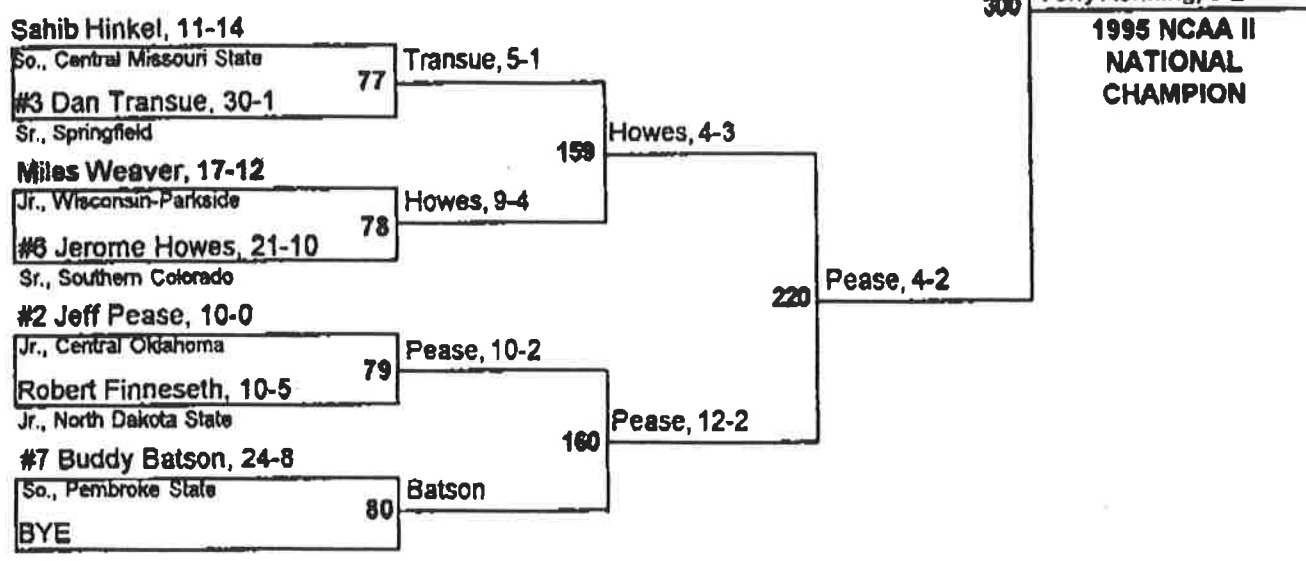 300
1995 NCAA II
NATIONAL
CHAMPION
Sahib Hinkel, 11-14
So., Central Missouri State
77
#3 Dan Transue, 30-1
Sr., Springfield
Transue, 5-1
159
Howes, 4-3
Miles Weaver, 17-12
Jr., Wisconsin-Parkside
78
#6 Jerome Howes, 21-10
Sr., Southern Colorado
Howes, 9-4
220
Pease, 4-2
#2 Jeff Pease, 10-0
Jr., Central Oklahoma
79
Robert Finneseth, 10-5
Jr., North Dakota State
Pease, 10-2
160
Pease, 12-2
#7 Buddy Batson, 24-8
So., Pembroke State
80
BYE
Batson